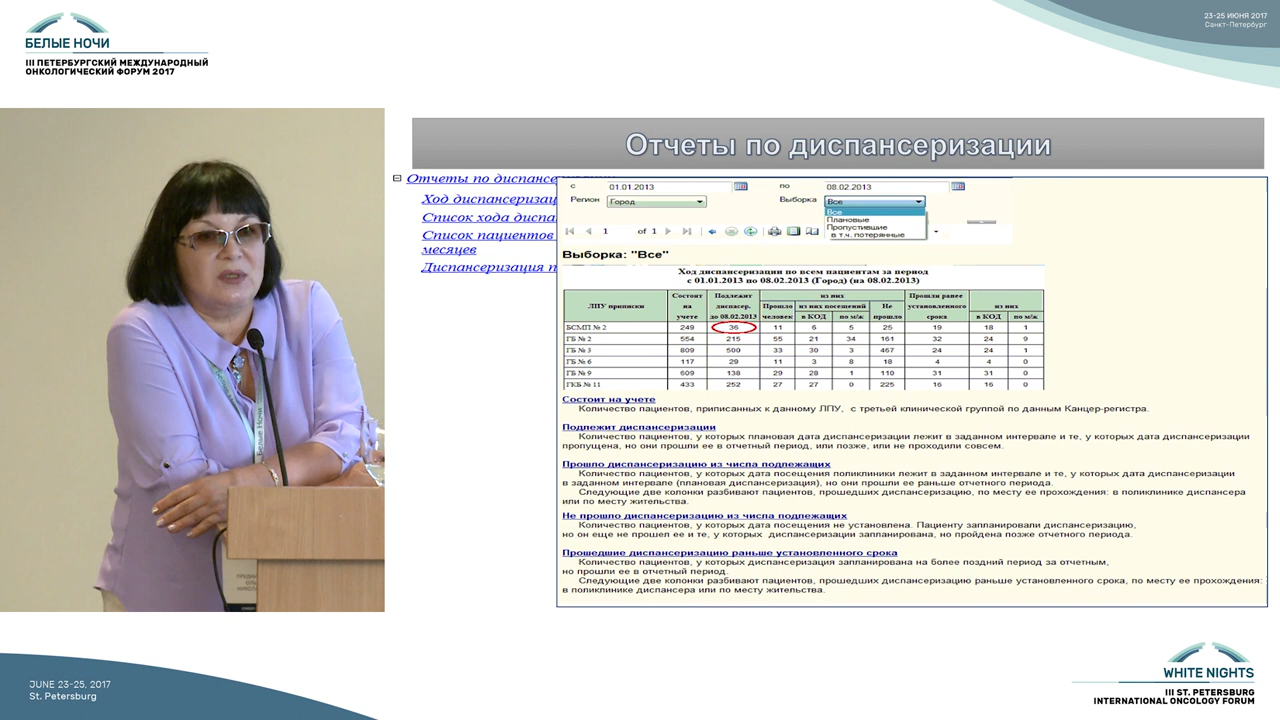 БЕЛЫЕ НОЧИ
III ПЕТЕРБУРГСКИЙ МЕЖДУНАРОДНЫЙ
ОНКОЛОГИЧЕСКИЙ ФОРУМ 2017
23-25 ИЮНЯ 2017
Санкт-Петербург
Отчеты по диспансеризации
Отчеты по диспансе
Ход диспансеризац
Список хода диспа
Список пациентов
месяцев
Диспансеризация п
с 01.01.2013 по 08.02.2013
Регион Город Выборка Все
Все
Плановые
Пропустившие
в т.ч. потерянные
1 of 1
Выборка: "Все"
Ход диспансеризации по всем пациентам за период
с 01.01.2013 по 08.02.2013 (Город) (на 08.02.2013)
ЛПУ приписки Состоит на учете Подлежит диспансер. до 08.02.2013 из них Прошли ранее установленного срока из них
Прошло человек из них посещений Не прошло в КОД по м/ж
в КОД по м/ж
БСМП № 2 249 36 11 6 5 25 19 18 1
ГБ № 2 554 215 55 21 34 161 32 24 9
ГБ № 3 809 500 33 30 3 467 24 24 1
ГБ № 6 117 29 11 3 8 18 4 4 0
ГБ № 9 609 138 29 28 1 110 31 31 0
ГКБ № 11 433 252 27 27 0 225 16 16 0
Состоит на учете
Количество пациентов, приписанных к данному ЛПУ, с третьей клинической группой по данным Канцер-регистра.
Подлежит диспансеризации
Количество пациентов, у которых плановая дата диспансеризации лежит в заданном интервале и те, у которых дата диспансеризации
пропущена, но они прошли ее в отчетный период, или позже, или не проходили совсем.
Прошло диспансеризацию из числа подлежащих
Количество пациентов, у которых дата посещения поликлиники лежит в заданном интервале и те, у которых дата диспансеризации
в заданном интервале (плановая диспансеризация), но они прошли ее раньше отчетного периода.
Следующие две колонки разбивают пациентов, прошедших диспансеризацию, по месту ее прохождения: в поликлинике диспансера
или по месту жительства.
Не прошло диспансеризацию из числа подлежащих
Количество пациентов, у которых дата посещения не установлена. Пациенту запланировали диспансеризацию,
но он еще не прошел ее и те, у которых диспансеризации запланирована, но пройдена позже отчетного периода.
Прошедшие диспансеризацию раньше установленного срока
Количество пациентов, у которых диспансеризация запланирована на более поздний период за отчетным,
но прошли ее в отчетный период.
Следующие две колонки разбивают пациентов, прошедших диспансеризацию раньше установленного срока, по месту ее прохождения:
в поликлинике диспансера или по месту жительства.
Белые Ночи
JUNE 23-25, 2017
St. Petersburg
WHITE NIGHTS
III ST. PETERSBURG
INTERNATIONAL ONCOLOGY FORUM